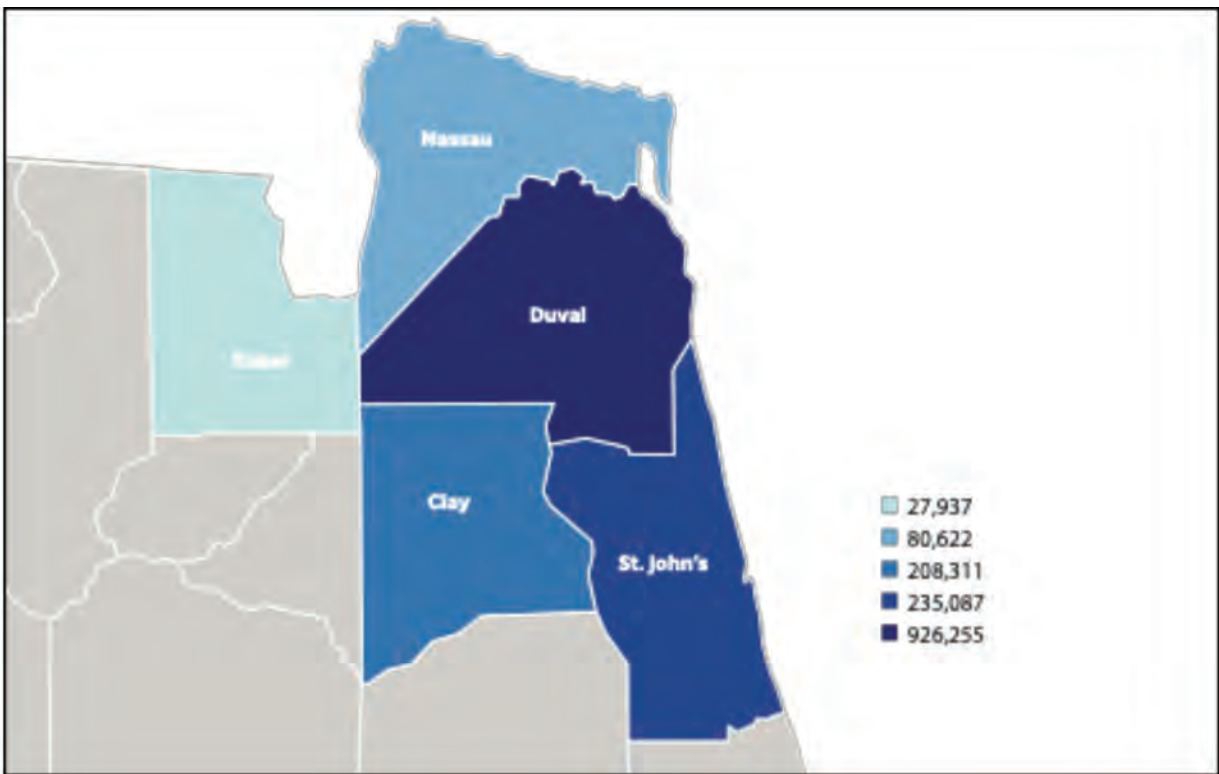 Nassau
Duval
Clay
St. John's
27,937
80,622
208,311
235,087
926,255